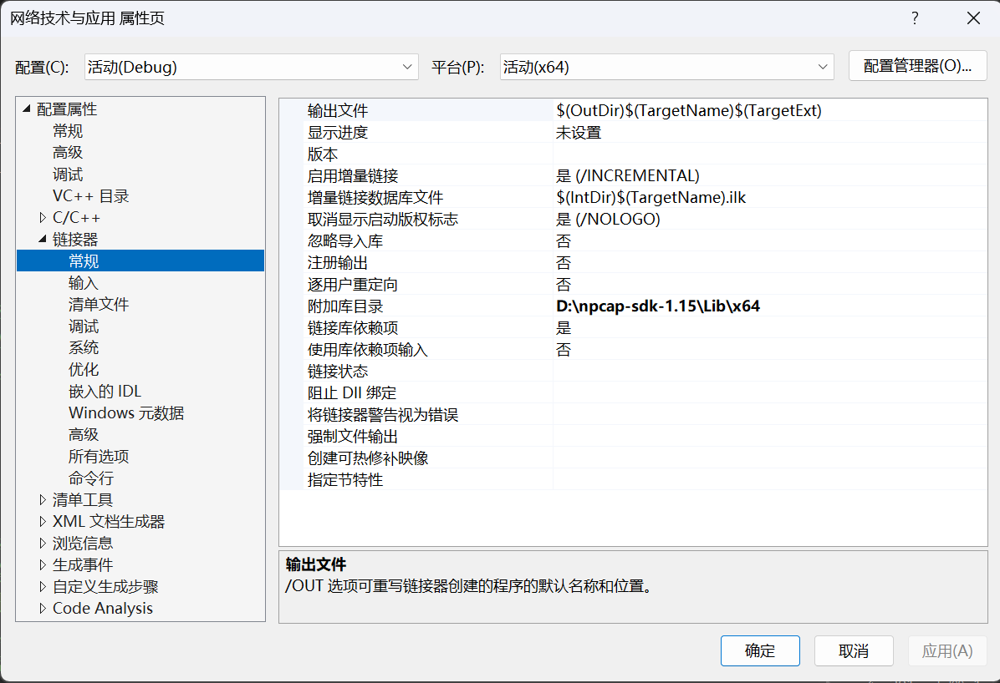 网络技术与应用 属性页
配置(C): 活动(Debug) 平台(P): 活动(x64) 配置管理器(O)...
配置属性
常规
高级
调试
VC++ 目录
C/C++
链接器
常规
输入
清单文件
调试
系统
优化
嵌入的 IDL
Windows 元数据
高级
所有选项
命令行
清单工具
XML 文档生成器
浏览信息
生成事件
自定义生成步骤
Code Analysis
输出文件 $(OutDir)$(TargetName)$(TargetExt)
显示进度 未设置
版本
启用增量链接 是 (/INCREMENTAL)
增量链接数据库文件 $(IntDir)$(TargetName).ilk
取消显示启动版权标志 是 (/NOLOGO)
忽略导入库 否
注册输出 否
逐用户重定向 否
附加库目录 D:\npcap-sdk-1.15\Lib\x64
链接库依赖项 是
使用库依赖项输入 否
链接状态
阻止 Dll 绑定
将链接器警告视为错误
强制文件输出
创建可热修补映像
指定节特性
输出文件
/OUT 选项可重写链接器创建的程序的默认名称和位置。
确定 取消 应用(A)